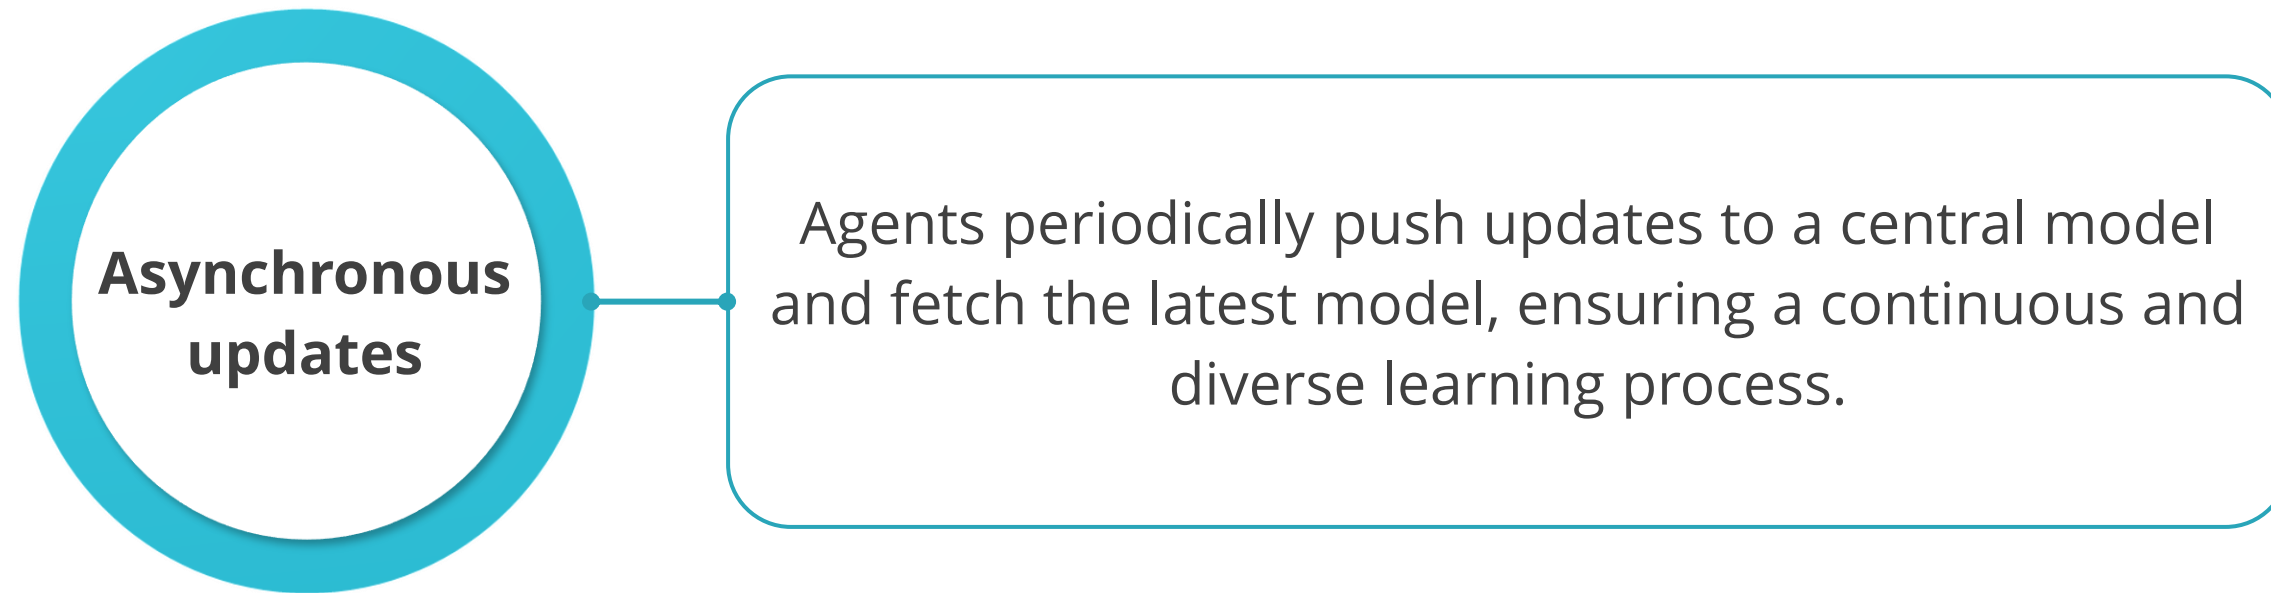 Asynchronous
updates
Agents periodically push updates to a central model
and fetch the latest model, ensuring a continuous and
diverse learning process.